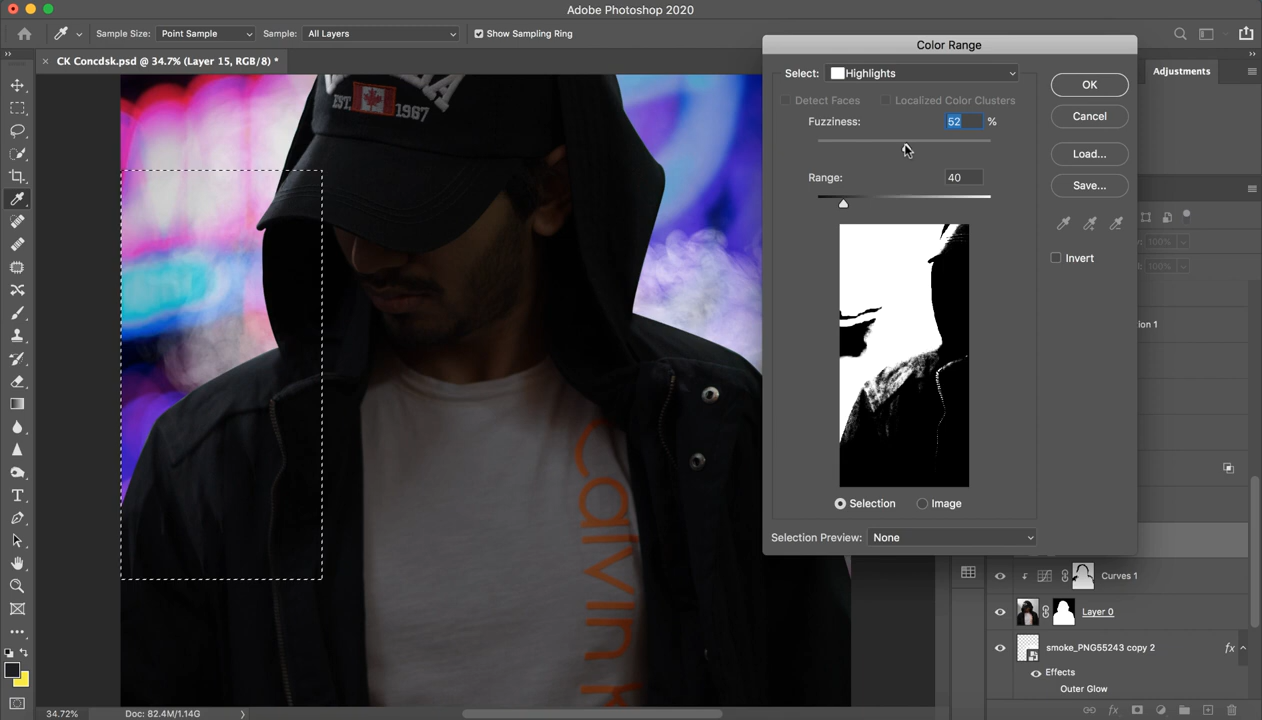 Adobe Photoshop 2020
Sample Size: Point Sample Sample: All Layers Show Sampling Ring
CK Concdsk.psd @ 34.7% (Layer 15, RGB/8) *
EST. 1967
Calvin K
Color Range
Select: Highlights
Detect Faces Localized Color Clusters
Fuzziness: 52 %
Range: 40
Selection Image
Selection Preview: None
OK
Cancel
Load...
Save...
Invert
Adjustments
100%
100%
ion 1
Curves 1
Layer 0
smoke_PNG55243 copy 2 fx
Effects
Outer Glow
fx
34.72% Doc: 82.4M/1.14G